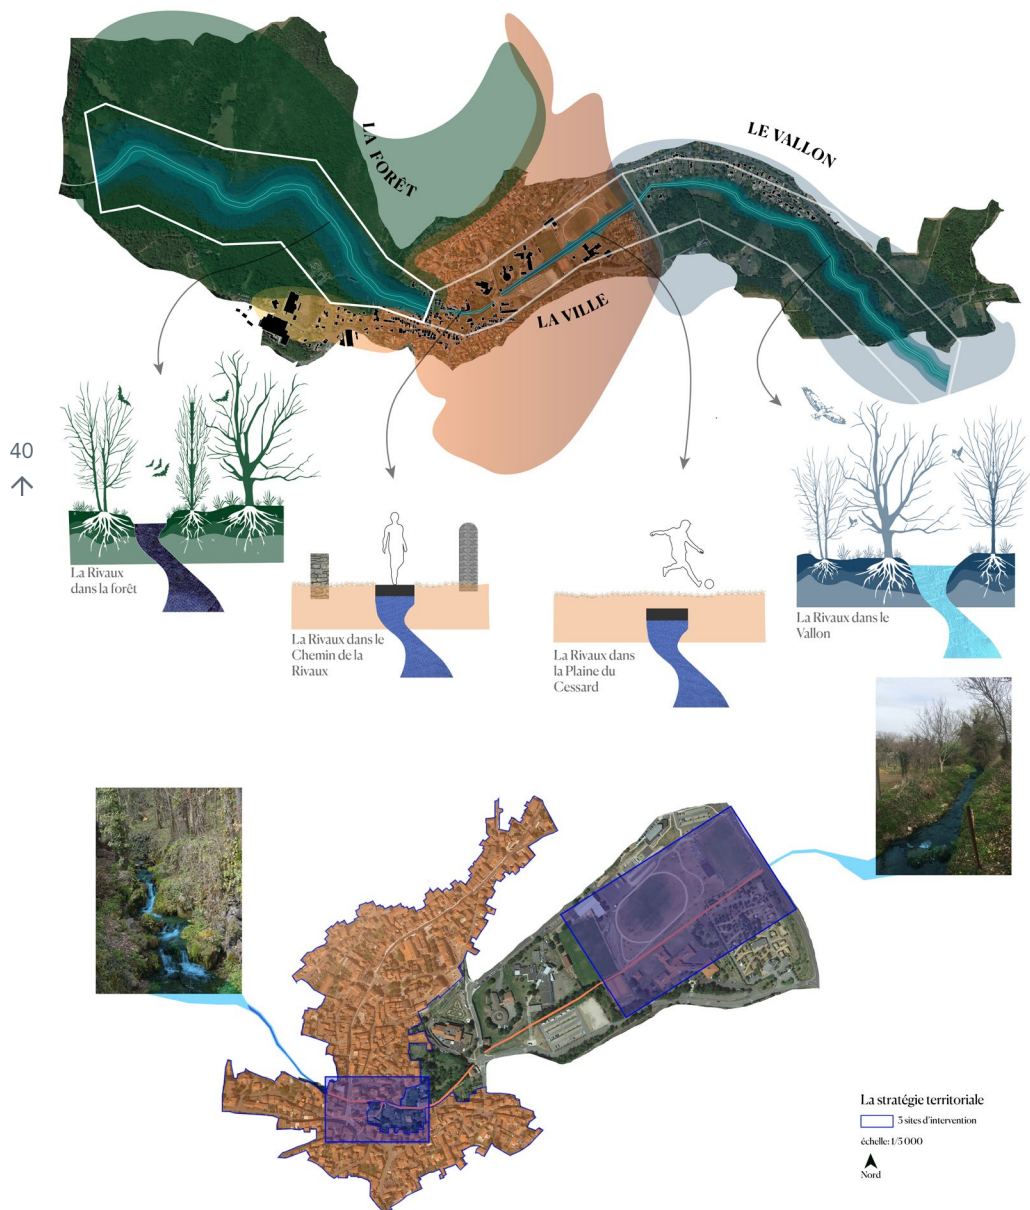 LA FORÊT
LE VALLON
LA VILLE
40
La Rivaux
dans la forêt
La Rivaux dans le
Chemin de la
Rivaux
La Rivaux dans
la Plaine du
Cessard
La Rivaux dans le
Vallon
La stratégie territoriale
3 sites d'intervention
échelle: 1/5 000
Nord